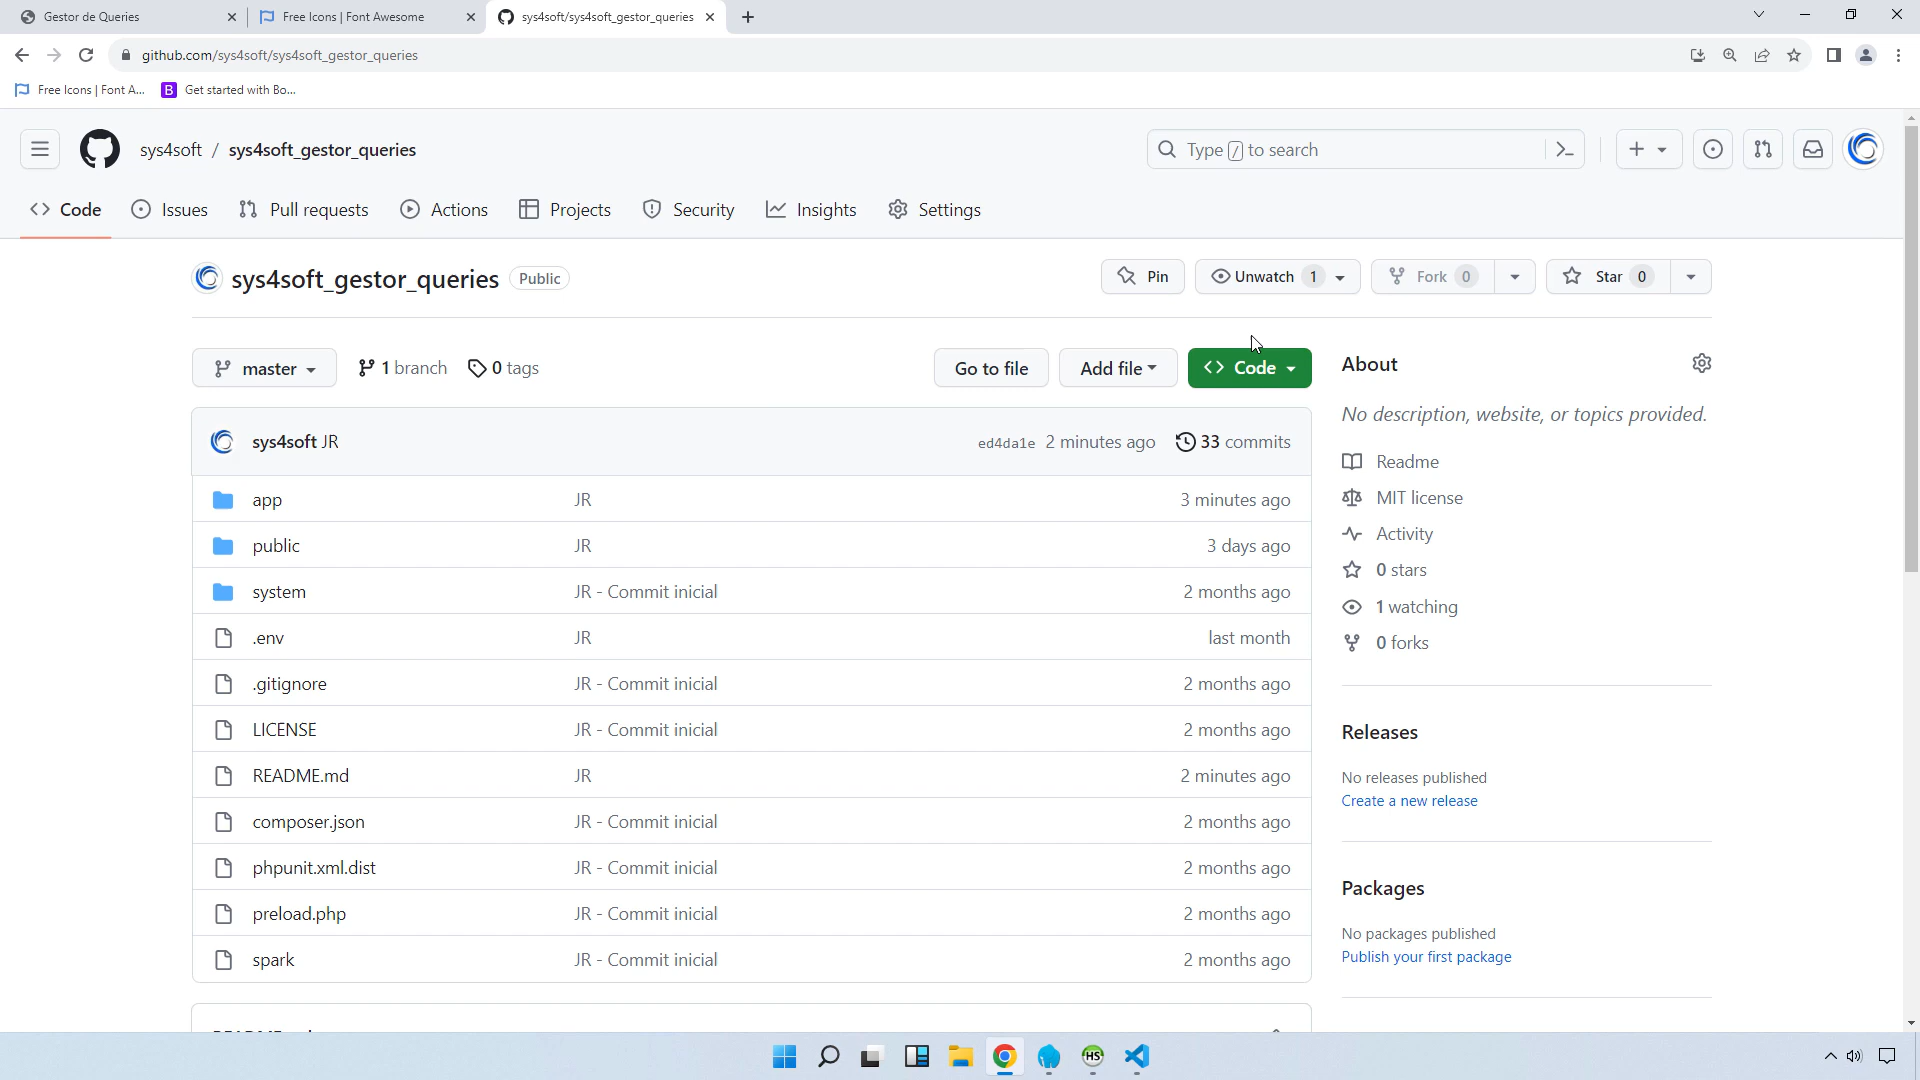 Gestor de Queries
Free Icons | Font Awesome
sys4soft/sys4soft_gestor_queries
github.com/sys4soft/sys4soft_gestor_queries
Free Icons | Font A...
B Get started with Bo...
sys4soft / sys4soft_gestor_queries
Type / to search
Code
Issues
Pull requests
Actions
Projects
Security
Insights
Settings
sys4soft_gestor_queries Public
Pin
Unwatch 1
Fork 0
Star 0
master
1 branch
0 tags
Go to file
Add file
Code
sys4soft JR
ed4da1e 2 minutes ago
33 commits
app JR 3 minutes ago
public JR 3 days ago
system JR - Commit inicial 2 months ago
.env JR last month
.gitignore JR - Commit inicial 2 months ago
LICENSE JR - Commit inicial 2 months ago
README.md JR 2 minutes ago
composer.json JR - Commit inicial 2 months ago
phpunit.xml.dist JR - Commit inicial 2 months ago
preload.php JR - Commit inicial 2 months ago
spark JR - Commit inicial 2 months ago
About
No description, website, or topics provided.
Readme
MIT license
Activity
0 stars
1 watching
0 forks
Releases
No releases published
Create a new release
Packages
No packages published
Publish your first package
HS